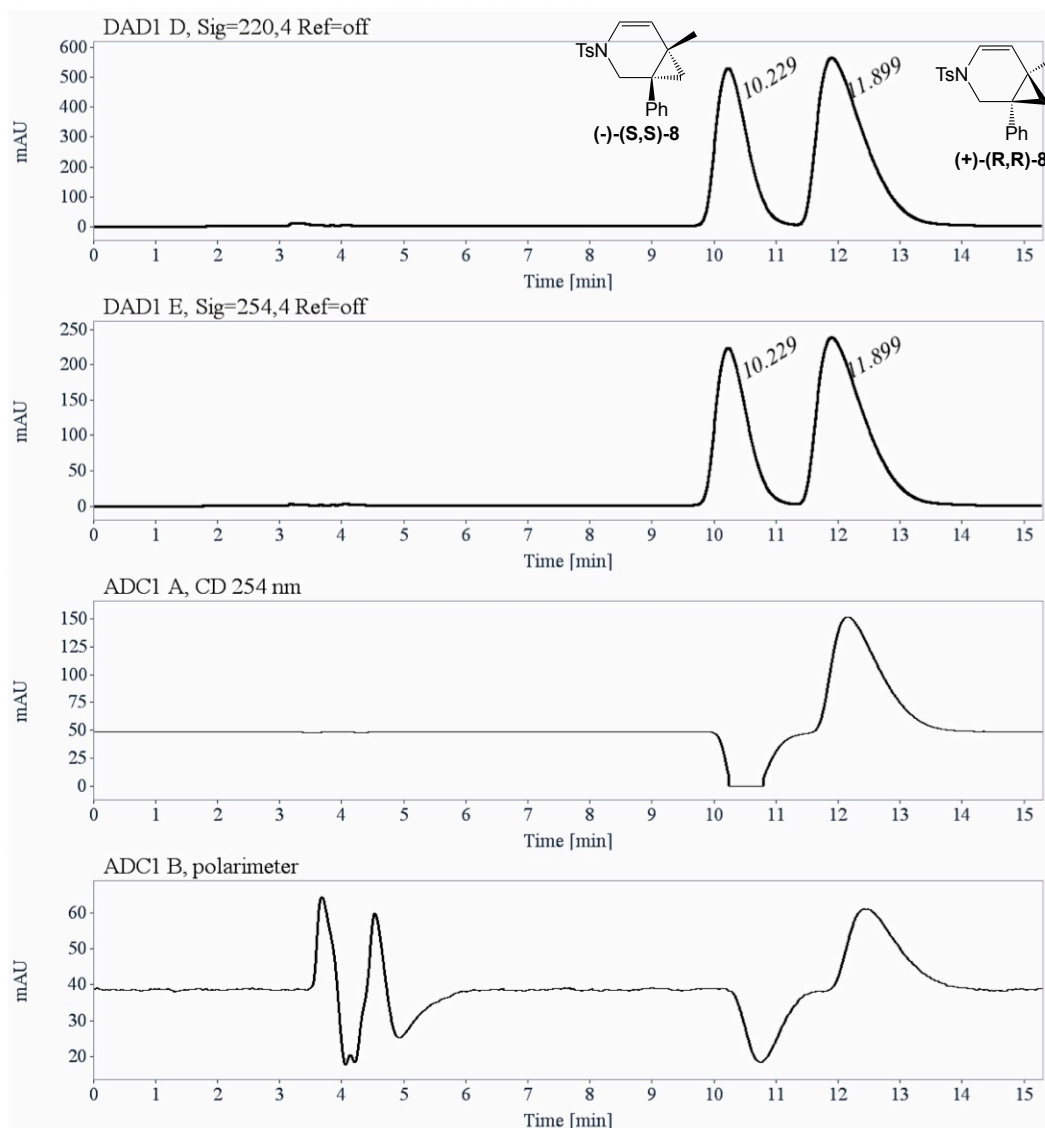 DAD1 D, Sig=220,4 Ref=off
mAU
600
500
400
300
200
100
0
10.229
11.899
TsN
Ph
(-)-(S,S)-8
TsN
Ph
(+)-(R,R)-8
0 1 2 3 4 5 6 7 8 9 10 11 12 13 14 15
Time [min]
DAD1 E, Sig=254,4 Ref=off
mAU
250
200
150
100
50
0
10.229
11.899
0 1 2 3 4 5 6 7 8 9 10 11 12 13 14 15
Time [min]
ADC1 A, CD 254 nm
mAU
150
125
100
75
50
25
0
0 1 2 3 4 5 6 7 8 9 10 11 12 13 14 15
Time [min]
ADC1 B, polarimeter
mAU
60
50
40
30
20
0 1 2 3 4 5 6 7 8 9 10 11 12 13 14 15
Time [min]